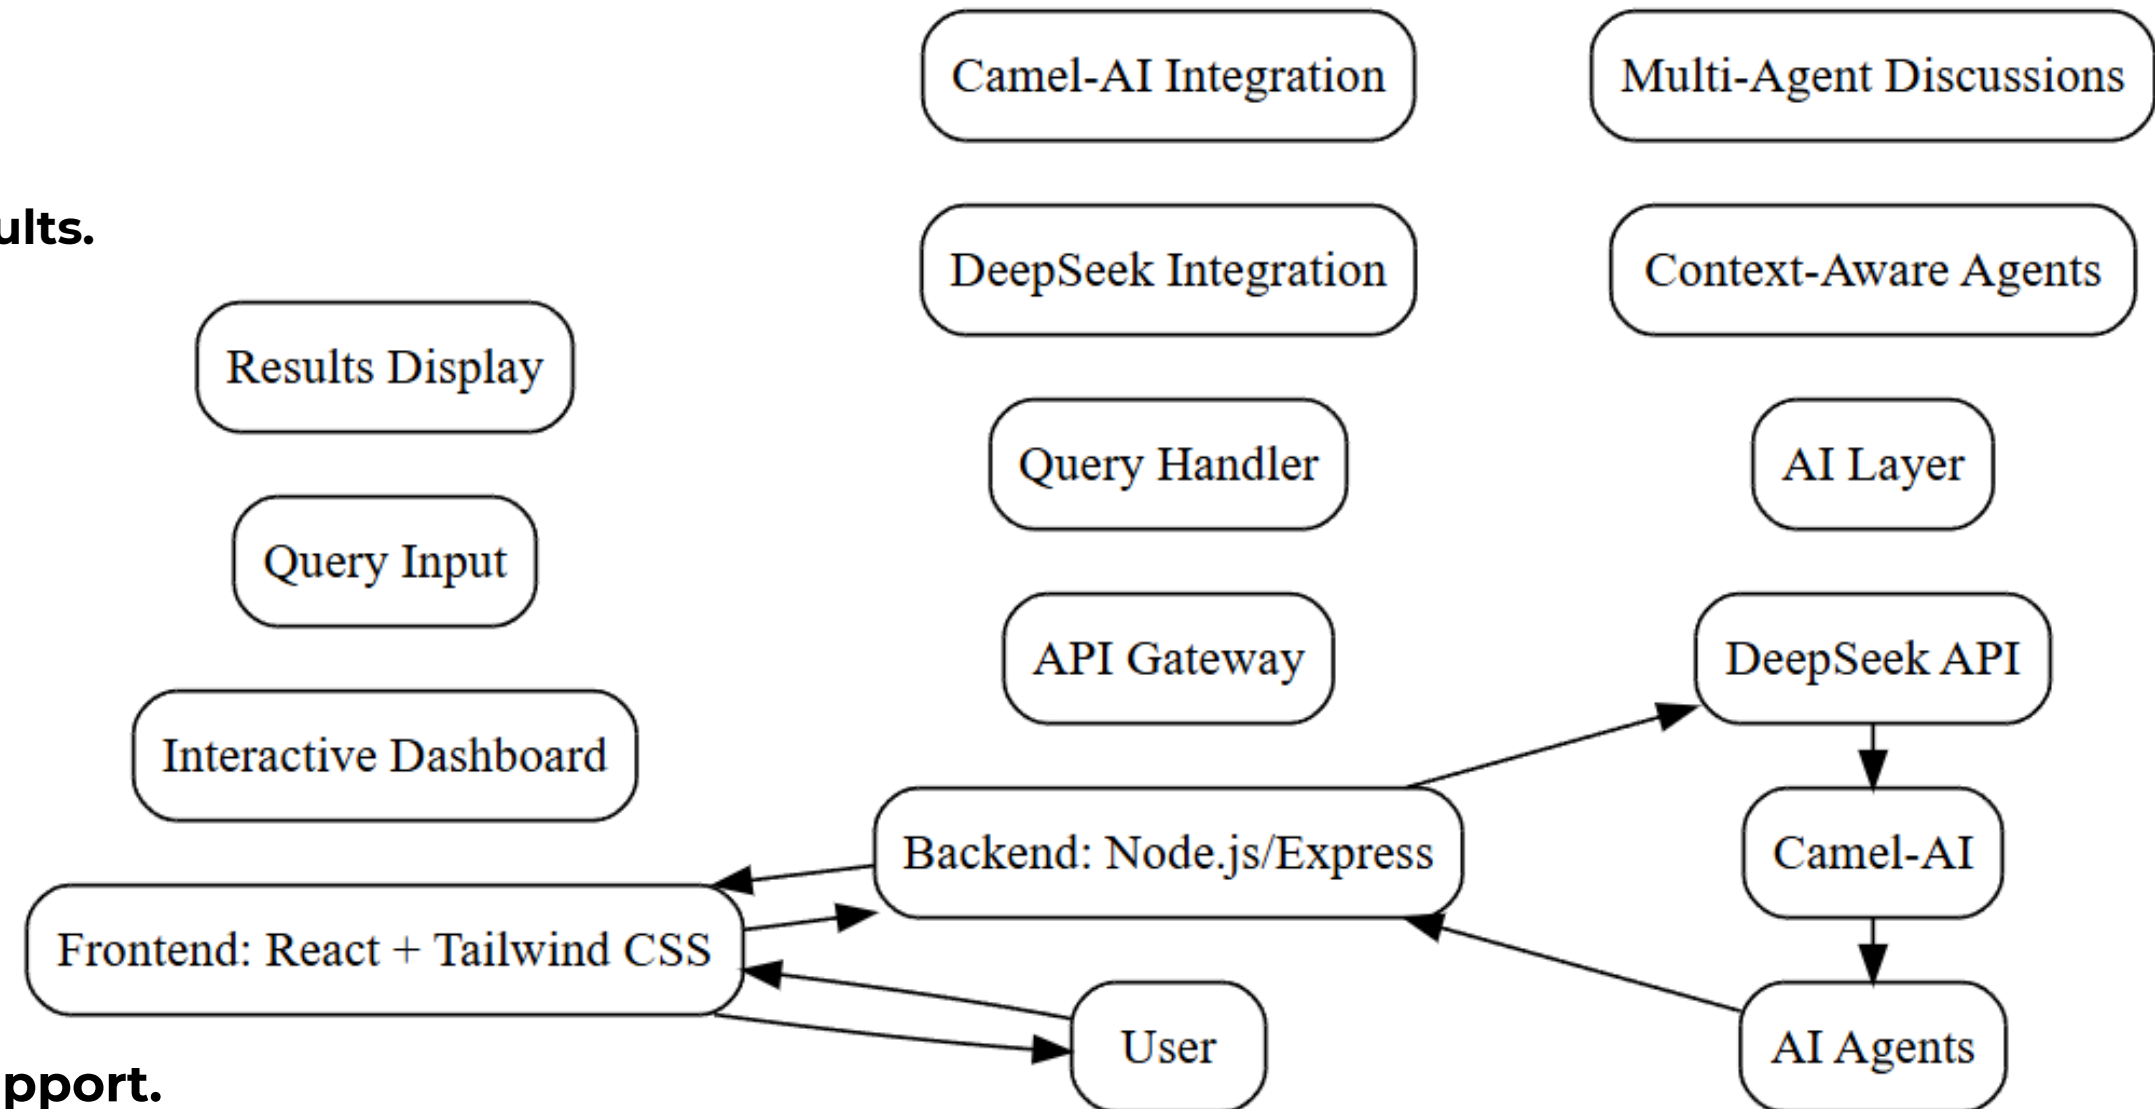 Camel-AI Integration
Multi-Agent Discussions
ults.
DeepSeek Integration
Context-Aware Agents
Results Display
Query Handler
AI Layer
Query Input
API Gateway
DeepSeek API
Interactive Dashboard
Backend: Node.js/Express
Camel-AI
Frontend: React + Tailwind CSS
User
AI Agents
pport.